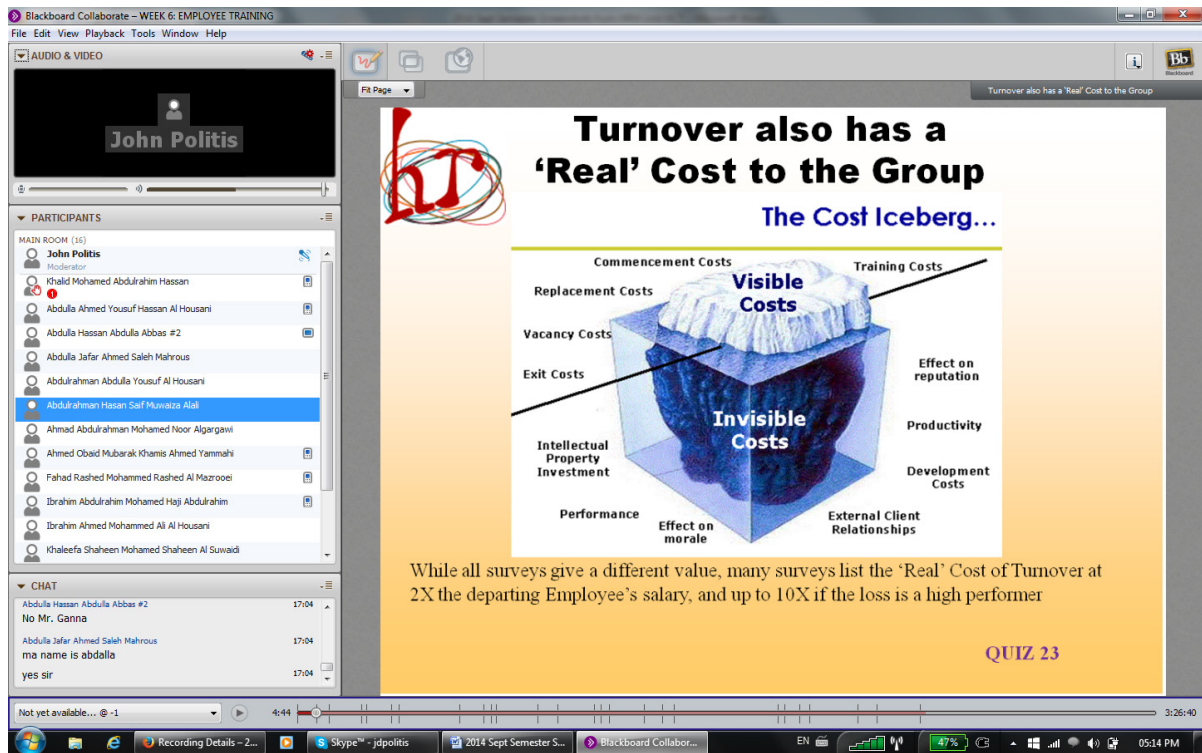 Blackboard Collaborate – WEEK 6: EMPLOYEE TRAINING
File Edit View Playback Tools Window Help
AUDIO & VIDEO
John Politis
PARTICIPANTS
MAIN ROOM (16)
John Politis
Moderator
Khalid Mohamed Abdulrahim Hassan
1
Abdulla Ahmed Yousuf Hassan Al Housani
Abdulla Hassan Abdulla Abbas #2
Abdulla Jafar Ahmed Saleh Mahrous
Abdulrahman Abdulla Yousuf Al Housani
Abdulrahman Hasan Saif Muwaiza Alali
Ahmad Abdulrahman Mohamed Noor Algargawi
Ahmed Obaid Mubarak Khamis Ahmed Yammahi
Fahad Rashed Mohammed Rashed Al Mazrooei
Ibrahim Abdulrahim Mohamed Haji Abdulrahim
Ibrahim Ahmed Mohammed Ali Al Housani
Khaleefa Shaheen Mohamed Shaheen Al Suwaidi
CHAT
Abdulla Hassan Abdulla Abbas #2 17:04
No Mr. Ganna
Abdulla Jafar Ahmed Saleh Mahrous 17:04
ma name is abdalla
yes sir 17:04
Fit Page
Bb
Blackboard
Turnover also has a 'Real' Cost to the Group
hr
Turnover also has a
‘Real’ Cost to the Group
The Cost Iceberg...
Commencement Costs
Training Costs
Replacement Costs
Visible
Costs
Vacancy Costs
Exit Costs
Effect on
reputation
Invisible
Costs
Productivity
Intellectual
Property
Investment
Development
Costs
Performance
Effect on
morale
External Client
Relationships
While all surveys give a different value, many surveys list the ‘Real’ Cost of Turnover at
2X the departing Employee’s salary, and up to 10X if the loss is a high performer
QUIZ 23
Not yet available... @ -1
4:44
3:26:40
Recording Details – 2...
Skype™ - jdpolitis
2014 Sept Semester S...
Blackboard Collabor...
EN
47%
05:14 PM